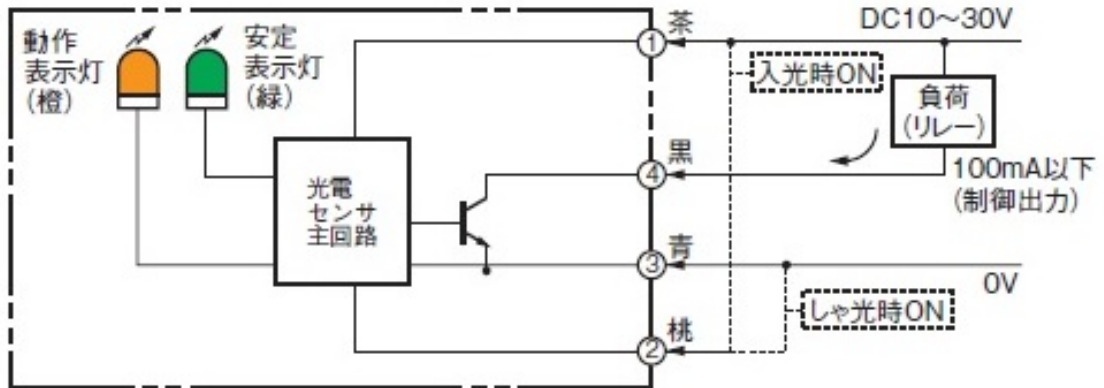 動作
表示灯
(橙)
安定
表示灯
(緑)
光電
センサ
主回路
① 茶
DC10～30V
入光時ON
負荷
(リレー)
④ 黒
100mA以下
(制御出力)
③ 青
0V
しゃ光時ON
② 桃